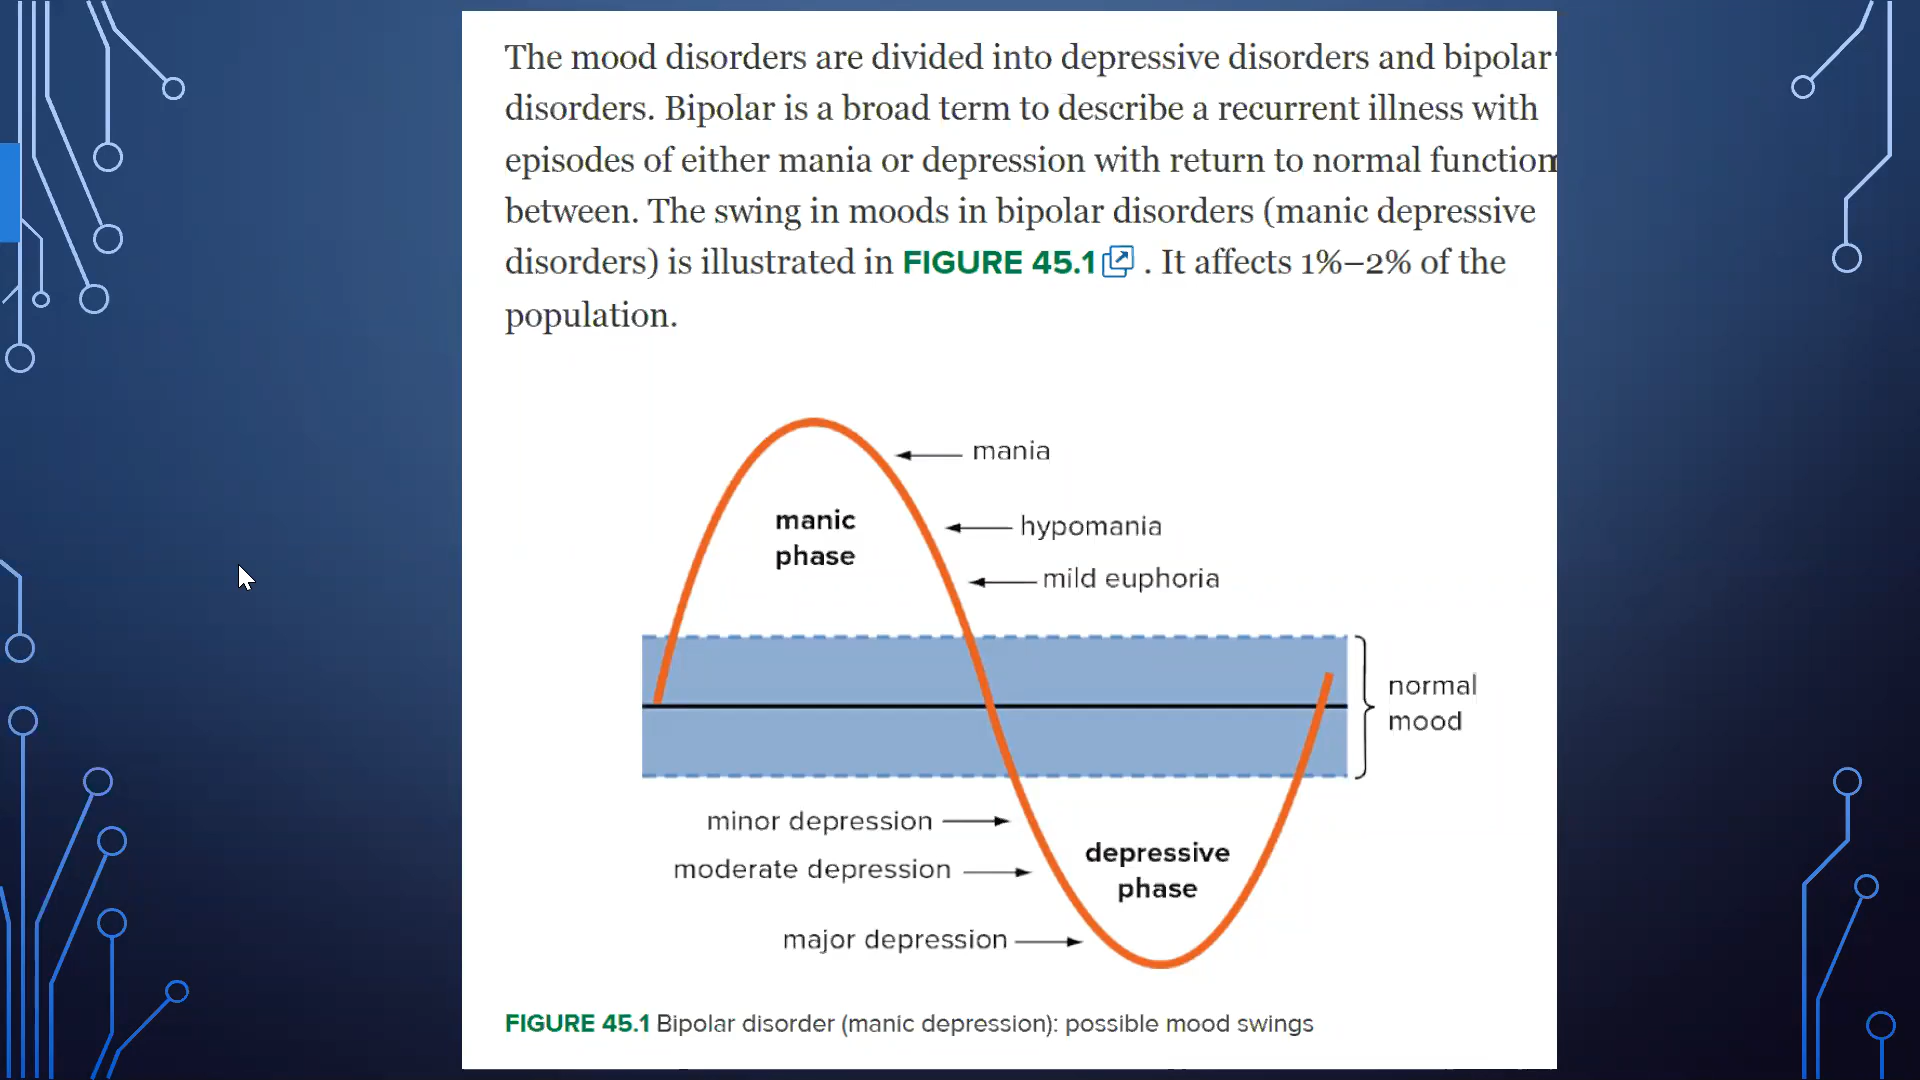 The mood disorders are divided into depressive disorders and bipolar
disorders. Bipolar is a broad term to describe a recurrent illness with
episodes of either mania or depression with return to normal function
between. The swing in moods in bipolar disorders (manic depressive
disorders) is illustrated in FIGURE 45.1 . It affects 1%–2% of the
population.
mania
manic
phase
hypomania
mild euphoria
normal
mood
minor depression
moderate depression
depressive
phase
major depression
FIGURE 45.1 Bipolar disorder (manic depression): possible mood swings